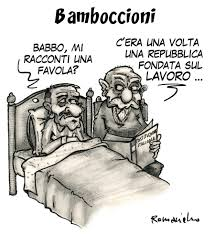 Bamboccioni
BABBO, MI
RACCONTI UNA
FAVOLA?
C'ERA UNA VOLTA
UNA REPUBBLICA
FONDATA SUL
LAVORO ...